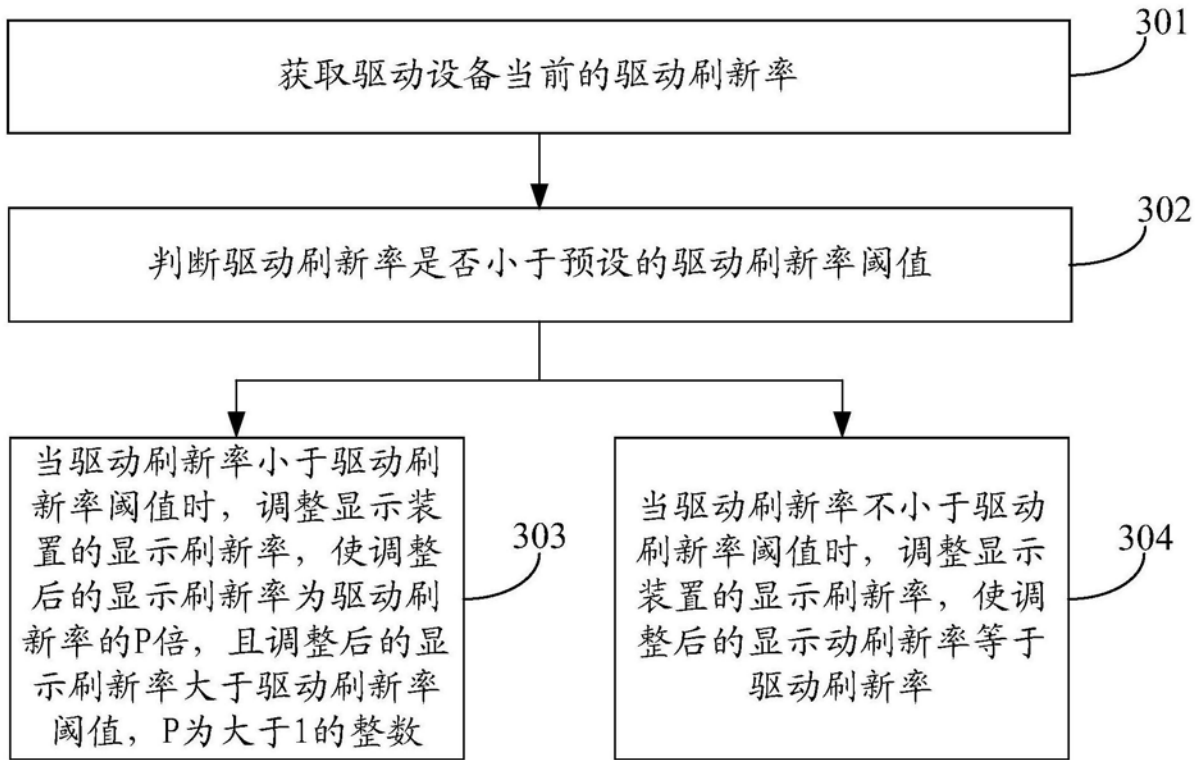 301
获取驱动设备当前的驱动刷新率
302
判断驱动刷新率是否小于预设的驱动刷新率阈值
当驱动刷新率小于驱动刷
新率阈值时，调整显示装
置的显示刷新率，使调整
后的显示刷新率为驱动刷
新率的P倍，且调整后的显
示刷新率大于驱动刷新率
阈值，P为大于1的整数
303
当驱动刷新率不小于驱动
刷新率阈值时，调整显示
装置的显示刷新率，使调
整后的显示动刷新率等于
驱动刷新率
304